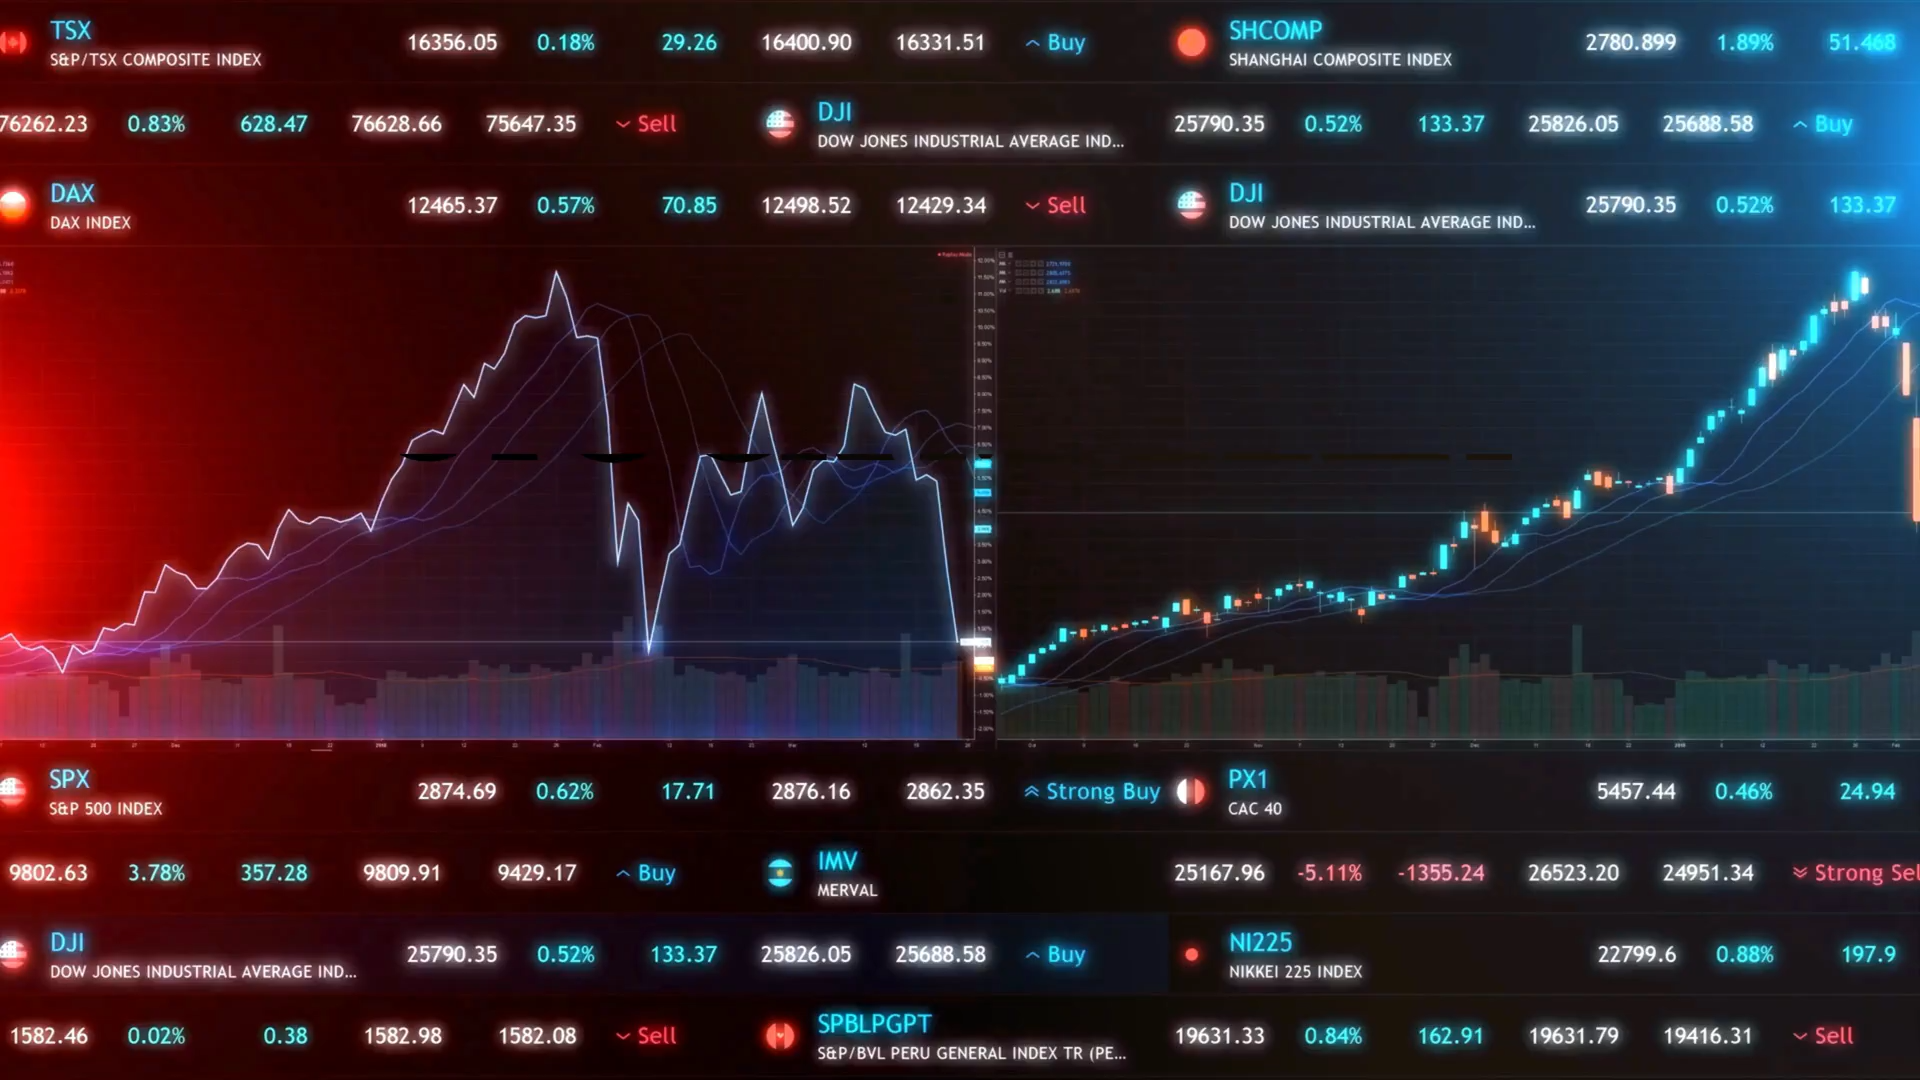 TSX
S&P/TSX COMPOSITE INDEX
16356.05 0.18% 29.26 16400.90 16331.51 Buy
SHCOMP
SHANGHAI COMPOSITE INDEX
2780.899 1.89% 51.468
76262.23 0.83% 628.47 76628.66 75647.35 Sell
DJI
DOW JONES INDUSTRIAL AVERAGE IND...
25790.35 0.52% 133.37 25826.05 25688.58 Buy
DAX
DAX INDEX
12465.37 0.57% 70.85 12498.52 12429.34 Sell
DJI
DOW JONES INDUSTRIAL AVERAGE IND...
25790.35 0.52% 133.37
SPX
S&P 500 INDEX
2874.69 0.62% 17.71 2876.16 2862.35 Strong Buy
PX1
CAC 40
5457.44 0.46% 24.94
9802.63 3.78% 357.28 9809.91 9429.17 Buy
IMV
MERVAL
25167.96 -5.11% -1355.24 26523.20 24951.34 Strong Sel
DJI
DOW JONES INDUSTRIAL AVERAGE IND...
25790.35 0.52% 133.37 25826.05 25688.58 Buy
NI225
NIKKEI 225 INDEX
22799.6 0.88% 197.9
1582.46 0.02% 0.38 1582.98 1582.08 Sell
SPBLPGPT
S&P/BVL PERU GENERAL INDEX TR (PE...
19631.33 0.84% 162.91 19631.79 19416.31 Sell